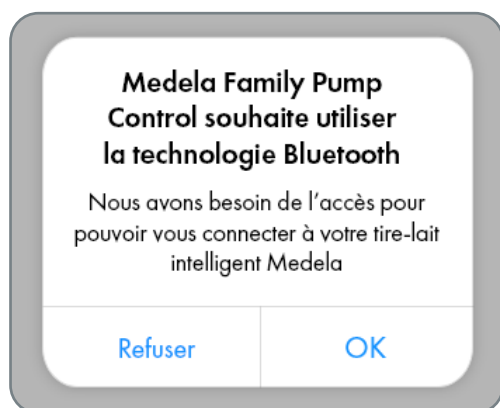 Medela Family Pump
Control souhaite utiliser
la technologie Bluetooth
Nous avons besoin de l’accès pour
pouvoir vous connecter à votre tire-lait
intelligent Medela
Refuser
OK